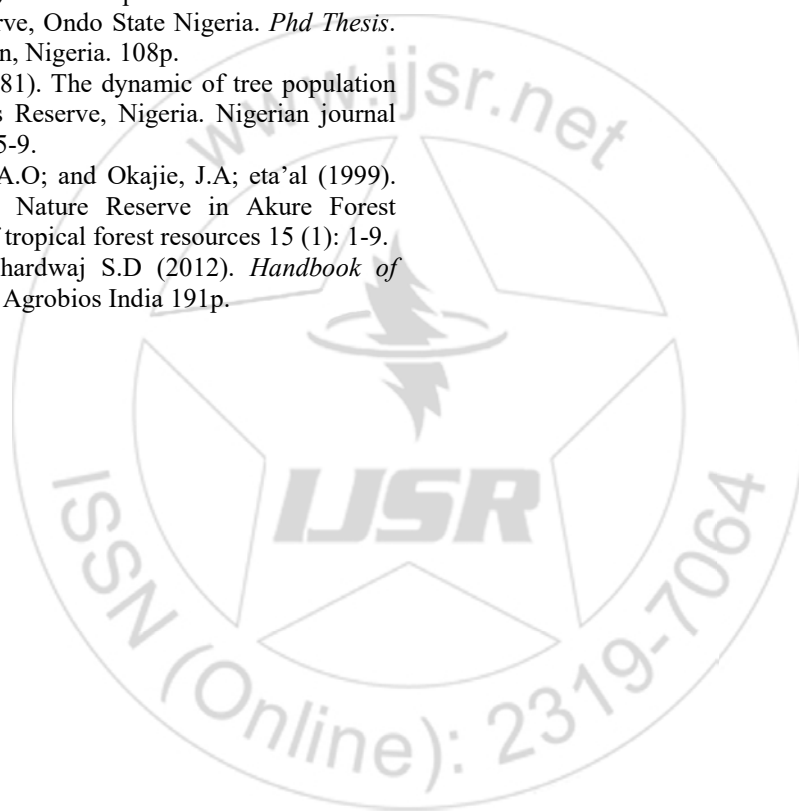 rve, Ondo State Nigeria. Phd Thesis.
n, Nigeria. 108p.
81). The dynamic of tree population
s Reserve, Nigeria. Nigerian journal
5-9.
A.O; and Okajie, J.A; eta’al (1999).
Nature Reserve in Akure Forest
f tropical forest resources 15 (1): 1-9.
hardwaj S.D (2012). Handbook of
Agrobios India 191p.
www.ijsr.net
IJSR
ISSN (Online): 2319-7064